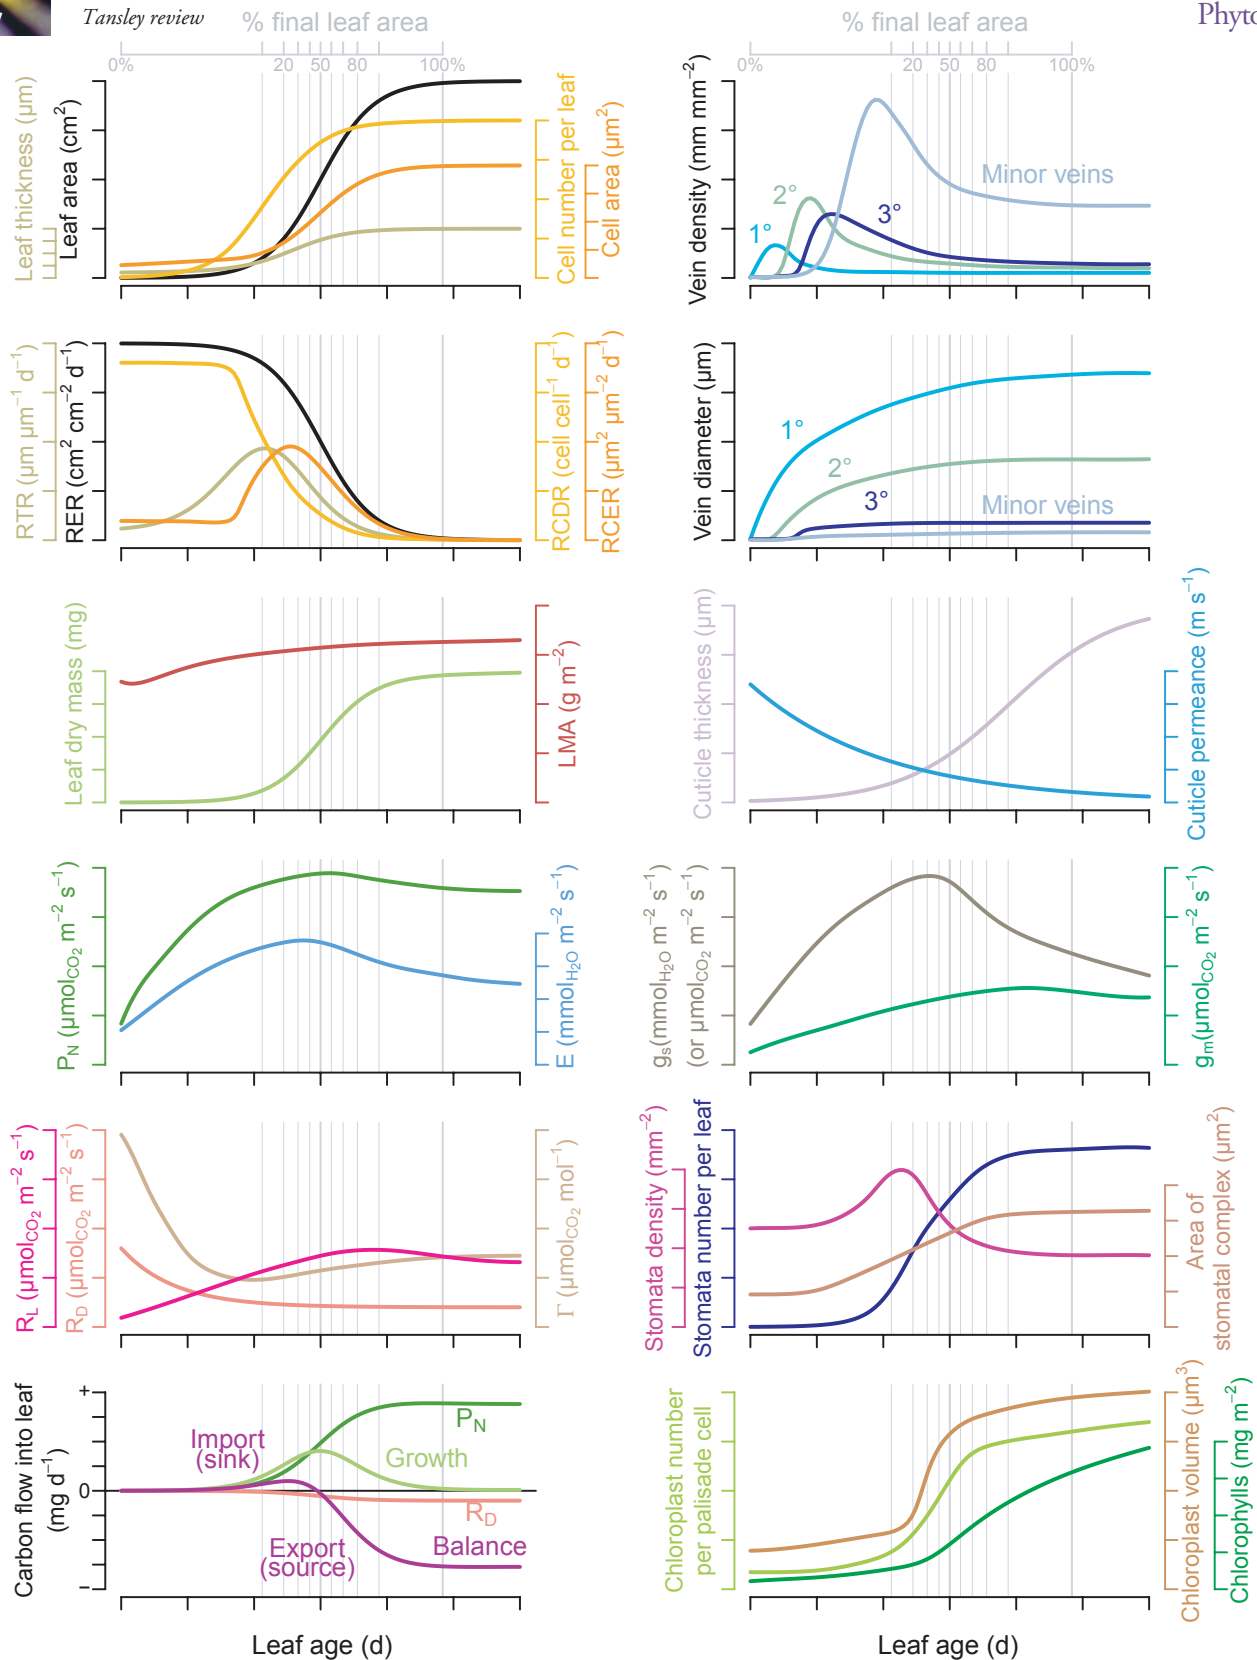 Tansley review
Phyto
% final leaf area
0% 20 50 80 100%
Leaf thickness (μm)
Leaf area (cm²)
Cell number per leaf
Cell area (μm²)
% final leaf area
0% 20 50 80 100%
Vein density (mm mm⁻²)
1°
2°
3°
Minor veins
RTR (μm μm⁻¹ d⁻¹)
RER (cm² cm⁻² d⁻¹)
RCDR (cell cell⁻¹ d⁻¹)
RCER (μm² μm⁻² d⁻¹)
Vein diameter (μm)
1°
2°
3°
Minor veins
Leaf dry mass (mg)
LMA (g m⁻²)
Cuticle thickness (μm)
Cuticle permeance (m s⁻¹)
P_N (μmol_CO₂ m⁻² s⁻¹)
E (mmol_H₂O m⁻² s⁻¹)
g_s(mmol_H₂O m⁻² s⁻¹)
(or μmol_CO₂ m⁻² s⁻¹)
g_m(μmol_CO₂ m⁻² s⁻¹)
R_L (μmol_CO₂ m⁻² s⁻¹)
R_D (μmol_CO₂ m⁻² s⁻¹)
Γ (μmol_CO₂ mol⁻¹)
Stomata density (mm⁻²)
Stomata number per leaf
Area of
stomatal complex (μm²)
Carbon flow into leaf
(mg d⁻¹)
+
0
−
Import
(sink)
P_N
Growth
R_D
Export
(source)
Balance
Chloroplast number
per palisade cell
Chloroplast volume (μm³)
Chlorophylls (mg m⁻²)
Leaf age (d)
Leaf age (d)